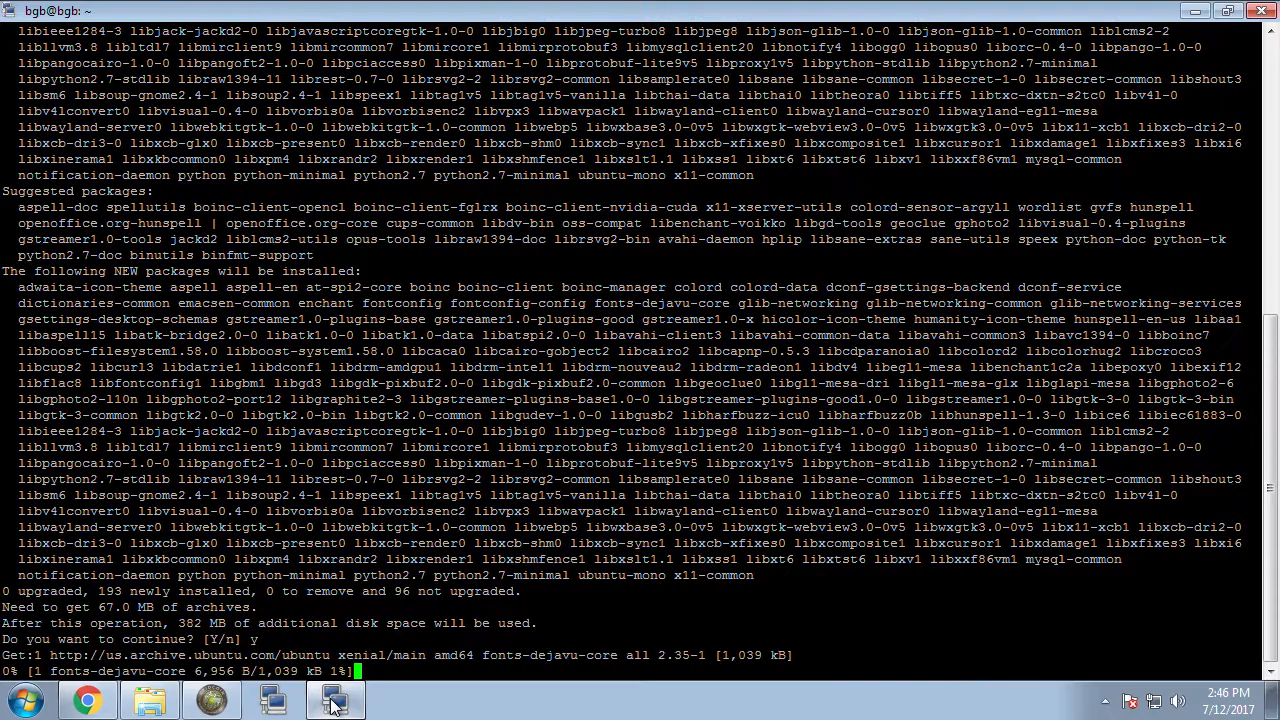 bgb@bgb: ~
libieee1284-3 libjack-jackd2-0 libjavascriptcoregtk-1.0-0 libjbig0 libjpeg-turbo8 libjpeg8 libjson-glib-1.0-0 libjson-glib-1.0-common liblcms2-2
libllvm3.8 libltdl7 libmirclient9 libmircommon7 libmircore1 libmirprotobuf3 libmysqlclient20 libnotify4 libogg0 libopus0 liborc-0.4-0 libpango-1.0-0
libpangocairo-1.0-0 libpangoft2-1.0-0 libpciaccess0 libpixman-1-0 libprotobuf-lite9v5 libproxy1v5 libpython-stdlib libpython2.7-minimal
libpython2.7-stdlib libraw1394-11 librest-0.7-0 librsvg2-2 librsvg2-common libsamplerate0 libsane libsane-common libsecret-1-0 libsecret-common libshout3
libsm6 libsoup-gnome2.4-1 libsoup2.4-1 libspeex1 libtag1v5 libtag1v5-vanilla libthai-data libthai0 libtheora0 libtiff5 libtxc-dxtn-s2tc0 libv4l-0
libv4lconvert0 libvisual-0.4-0 libvorbis0a libvorbisenc2 libvpx3 libwavpack1 libwayland-client0 libwayland-cursor0 libwayland-egl1-mesa
libwayland-server0 libwebkitgtk-1.0-0 libwebkitgtk-1.0-common libwebp5 libwxbase3.0-0v5 libwxgtk-webview3.0-0v5 libwxgtk3.0-0v5 libx11-xcb1 libxcb-dri2-0
libxcb-dri3-0 libxcb-glx0 libxcb-present0 libxcb-render0 libxcb-shm0 libxcb-sync1 libxcb-xfixes0 libxcomposite1 libxcursor1 libxdamage1 libxfixes3 libxi6
libxinerama1 libxkbcommon0 libxpm4 libxrandr2 libxrender1 libxshmfence1 libxslt1.1 libxss1 libxt6 libxtst6 libxv1 libxxf86vm1 mysql-common
notification-daemon python python-minimal python2.7 python2.7-minimal ubuntu-mono x11-common
Suggested packages:
aspell-doc spellutils boinc-client-opencl boinc-client-fglrx boinc-client-nvidia-cuda x11-xserver-utils colord-sensor-argyll wordlist gvfs hunspell
openoffice.org-hunspell | openoffice.org-core cups-common libdv-bin oss-compat libenchant-voikko libgd-tools geoclue gphoto2 libvisual-0.4-plugins
gstreamer1.0-tools jackd2 liblcms2-utils opus-tools libraw1394-doc librsvg2-bin avahi-daemon hplip libsane-extras sane-utils speex python-doc python-tk
python2.7-doc binutils binfmt-support
The following NEW packages will be installed:
adwaita-icon-theme aspell aspell-en at-spi2-core boinc boinc-client boinc-manager colord colord-data dconf-gsettings-backend dconf-service
dictionaries-common emacsen-common enchant fontconfig fontconfig-config fonts-dejavu-core glib-networking glib-networking-common glib-networking-services
gsettings-desktop-schemas gstreamer1.0-plugins-base gstreamer1.0-plugins-good gstreamer1.0-x hicolor-icon-theme humanity-icon-theme hunspell-en-us libaa1
libaspell15 libatk-bridge2.0-0 libatk1.0-0 libatk1.0-data libatspi2.0-0 libavahi-client3 libavahi-common-data libavahi-common3 libavc1394-0 libboinc7
libboost-filesystem1.58.0 libboost-system1.58.0 libcaca0 libcairo-gobject2 libcairo2 libcapnp-0.5.3 libcdparanoia0 libcolord2 libcolorhug2 libcroco3
libcups2 libcurl3 libdatrie1 libdconf1 libdrm-amdgpu1 libdrm-intel1 libdrm-nouveau2 libdrm-radeon1 libdv4 libegl1-mesa libenchant1c2a libepoxy0 libexif12
libflac8 libfontconfig1 libgbm1 libgd3 libgdk-pixbuf2.0-0 libgdk-pixbuf2.0-common libgeoclue0 libgl1-mesa-dri libgl1-mesa-glx libglapi-mesa libgphoto2-6
libgphoto2-l10n libgphoto2-port12 libgraphite2-3 libgstreamer-plugins-base1.0-0 libgstreamer-plugins-good1.0-0 libgstreamer1.0-0 libgtk-3-0 libgtk-3-bin
libgtk-3-common libgtk2.0-0 libgtk2.0-bin libgtk2.0-common libgudev-1.0-0 libgusb2 libharfbuzz-icu0 libharfbuzz0b libhunspell-1.3-0 libice6 libiec61883-0
libieee1284-3 libjack-jackd2-0 libjavascriptcoregtk-1.0-0 libjbig0 libjpeg-turbo8 libjpeg8 libjson-glib-1.0-0 libjson-glib-1.0-common liblcms2-2
libllvm3.8 libltdl7 libmirclient9 libmircommon7 libmircore1 libmirprotobuf3 libmysqlclient20 libnotify4 libogg0 libopus0 liborc-0.4-0 libpango-1.0-0
libpangocairo-1.0-0 libpangoft2-1.0-0 libpciaccess0 libpixman-1-0 libprotobuf-lite9v5 libproxy1v5 libpython-stdlib libpython2.7-minimal
libpython2.7-stdlib libraw1394-11 librest-0.7-0 librsvg2-2 librsvg2-common libsamplerate0 libsane libsane-common libsecret-1-0 libsecret-common libshout3
libsm6 libsoup-gnome2.4-1 libsoup2.4-1 libspeex1 libtag1v5 libtag1v5-vanilla libthai-data libthai0 libtheora0 libtiff5 libtxc-dxtn-s2tc0 libv4l-0
libv4lconvert0 libvisual-0.4-0 libvorbis0a libvorbisenc2 libvpx3 libwavpack1 libwayland-client0 libwayland-cursor0 libwayland-egl1-mesa
libwayland-server0 libwebkitgtk-1.0-0 libwebkitgtk-1.0-common libwebp5 libwxbase3.0-0v5 libwxgtk-webview3.0-0v5 libwxgtk3.0-0v5 libx11-xcb1 libxcb-dri2-0
libxcb-dri3-0 libxcb-glx0 libxcb-present0 libxcb-render0 libxcb-shm0 libxcb-sync1 libxcb-xfixes0 libxcomposite1 libxcursor1 libxdamage1 libxfixes3 libxi6
libxinerama1 libxkbcommon0 libxpm4 libxrandr2 libxrender1 libxshmfence1 libxslt1.1 libxss1 libxt6 libxtst6 libxv1 libxxf86vm1 mysql-common
notification-daemon python python-minimal python2.7 python2.7-minimal ubuntu-mono x11-common
0 upgraded, 193 newly installed, 0 to remove and 96 not upgraded.
Need to get 67.0 MB of archives.
After this operation, 382 MB of additional disk space will be used.
Do you want to continue? [Y/n] y
Get:1 http://us.archive.ubuntu.com/ubuntu xenial/main amd64 fonts-dejavu-core all 2.35-1 [1,039 kB]
0% [1 fonts-dejavu-core 6,956 B/1,039 kB 1%]
2:46 PM
7/12/2017